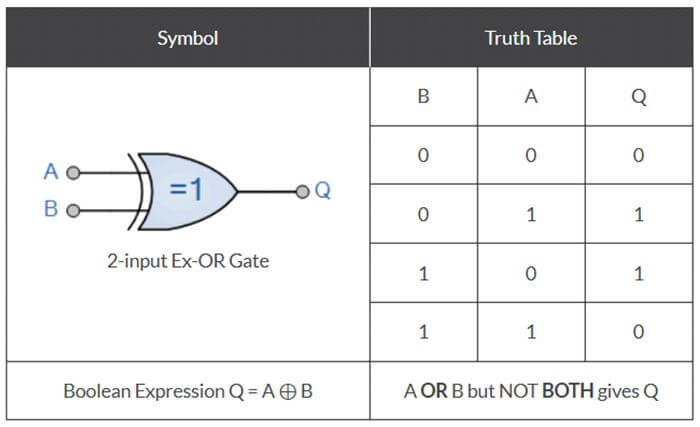 Symbol Truth Table
B A Q
0 0 0
0 1 1
1 0 1
1 1 0
A
B
=1
Q
2-input Ex-OR Gate
Boolean Expression Q = A ⊕ B
A OR B but NOT BOTH gives Q